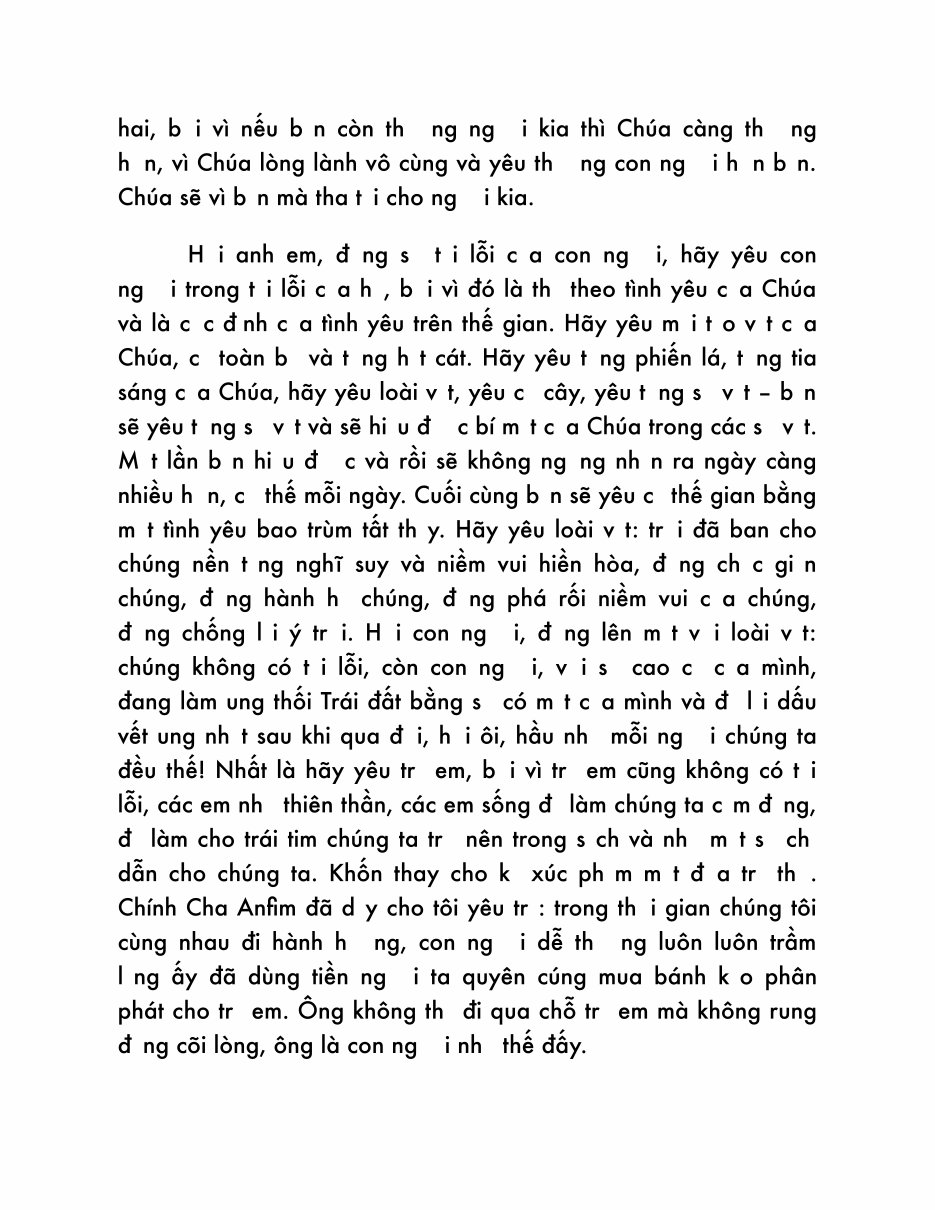 hai, b i vì nếu b n còn th ng ng i kia thì Chúa càng th ng
h n, vì Chúa lòng lành vô cùng và yêu th ng con ng i h n b n.
Chúa sẽ vì b n mà tha t i cho ng i kia.
H i anh em, đ ng s t i lỗi c a con ng i, hãy yêu con
ng i trong t i lỗi c a h , b i vì đó là th theo tình yêu c a Chúa
và là c c đ nh c a tình yêu trên thế gian. Hãy yêu m i t o v t c a
Chúa, c toàn b và t ng h t cát. Hãy yêu t ng phiến lá, t ng tia
sáng c a Chúa, hãy yêu loài v t, yêu c cây, yêu t ng s v t – b n
sẽ yêu t ng s v t và sẽ hi u đ c bí m t c a Chúa trong các s v t.
M t lần b n hi u đ c và rồi sẽ không ng ng nh n ra ngày càng
nhiều h n, c thế mỗi ngày. Cuối cùng b n sẽ yêu c thế gian bằng
m t tình yêu bao trùm tất th y. Hãy yêu loài v t: tr i đã ban cho
chúng nền t ng nghĩ suy và niềm vui hiền hòa, đ ng ch c gi n
chúng, đ ng hành h chúng, đ ng phá rối niềm vui c a chúng,
đ ng chống l i ý tr i. H i con ng i, đ ng lên m t v i loài v t:
chúng không có t i lỗi, còn con ng i, v i s cao c c a mình,
đang làm ung thối Trái đất bằng s có m t c a mình và đ l i dấu
vết ung nh t sau khi qua đ i, h i ôi, hầu nh mỗi ng i chúng ta
đều thế! Nhất là hãy yêu tr em, b i vì tr em cũng không có t i
lỗi, các em nh thiên thần, các em sống đ làm chúng ta c m đ ng,
đ làm cho trái tim chúng ta tr nên trong s ch và nh m t s ch
dẫn cho chúng ta. Khốn thay cho k xúc ph m m t đ a tr th .
Chính Cha Anfim đã d y cho tôi yêu tr : trong th i gian chúng tôi
cùng nhau đi hành h ng, con ng i dễ th ng luôn luôn trầm
l ng ấy đã dùng tiền ng i ta quyên cúng mua bánh k o phân
phát cho tr em. Ông không th đi qua chỗ tr em mà không rung
đ ng cõi lòng, ông là con ng i nh thế đấy.